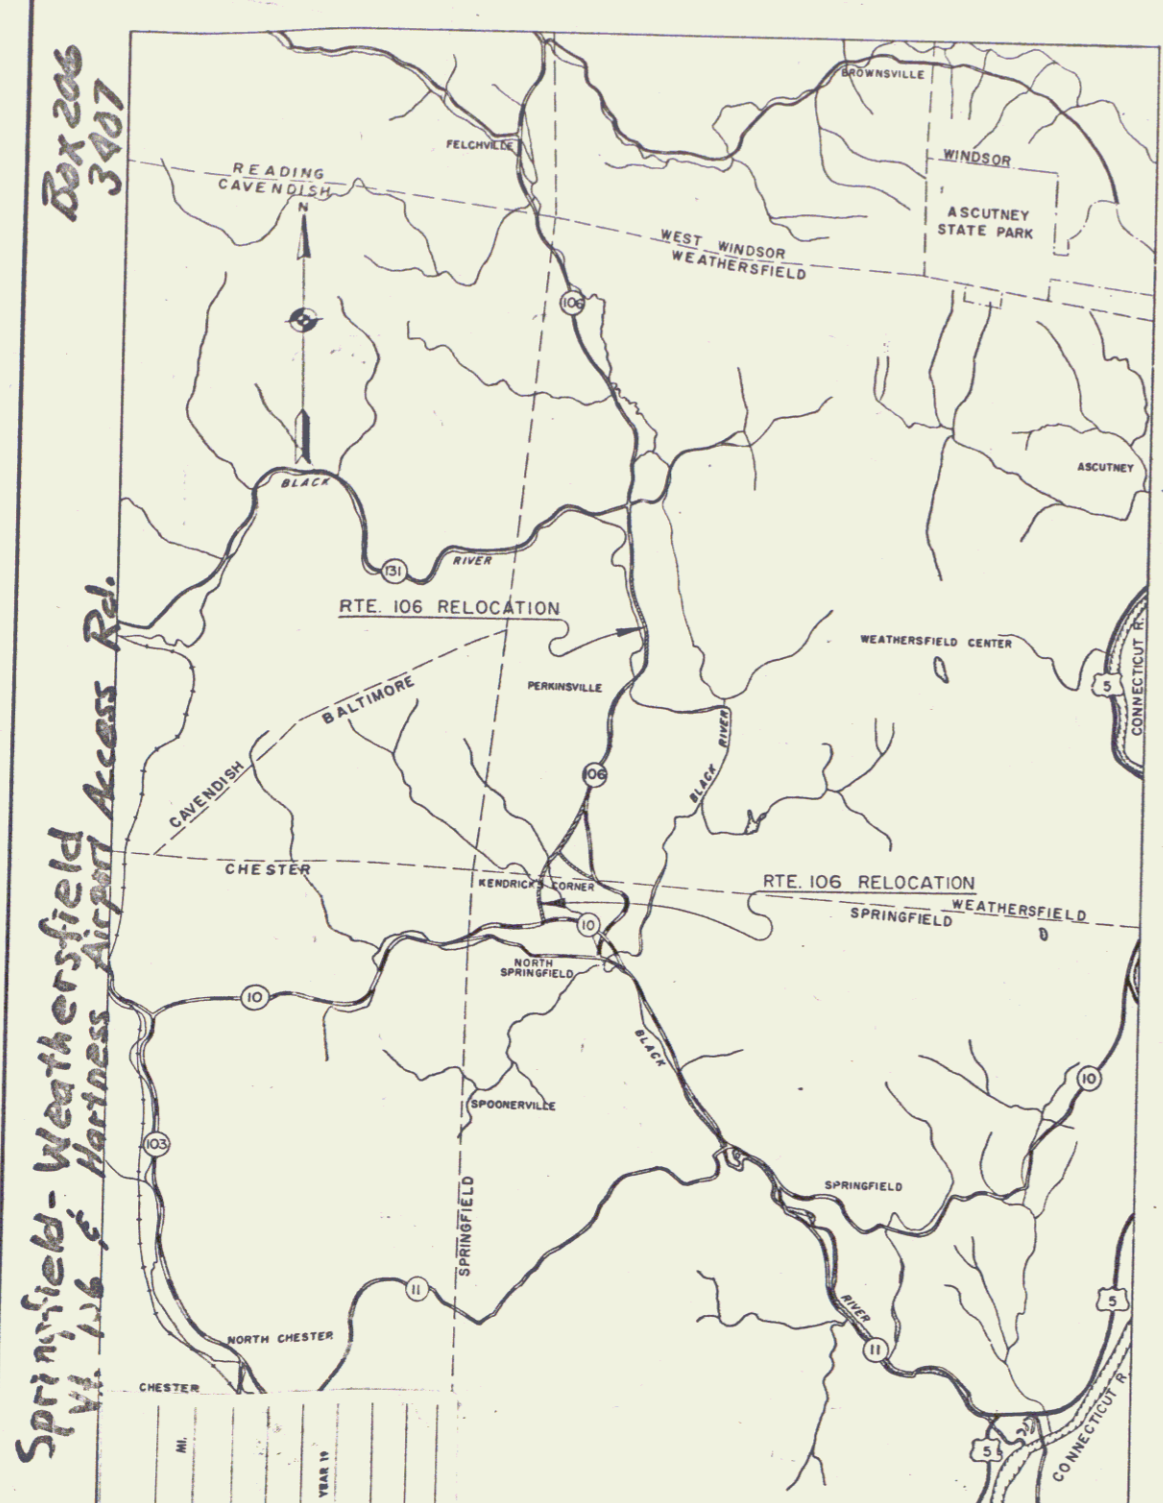 Box 206
3407
Springfield - Weathersfield
Vt. 106 & Hartness Airport Access Rd.
BROWNSVILLE
FELCHVILLE
WINDSOR
READING
CAVENDISH
N
ASCUTNEY
STATE PARK
WEST WINDSOR
WEATHERSFIELD
106
ASCUTNEY
BLACK
RIVER
131
RTE. 106 RELOCATION
WEATHERSFIELD CENTER
CONNECTICUT R.
5
PERKINSVILLE
BALTIMORE
CAVENDISH
BLACK RIVER
106
CHESTER
KENDRICKS CORNER
RTE. 106 RELOCATION
WEATHERSFIELD
SPRINGFIELD
10
NORTH
SPRINGFIELD
10
BLACK
10
SPOONERVILLE
103
SPRINGFIELD
SPRINGFIELD
11
RIVER
5
NORTH CHESTER
11
CHESTER
CONNECTICUT R.
5
MI.
YEAR 19